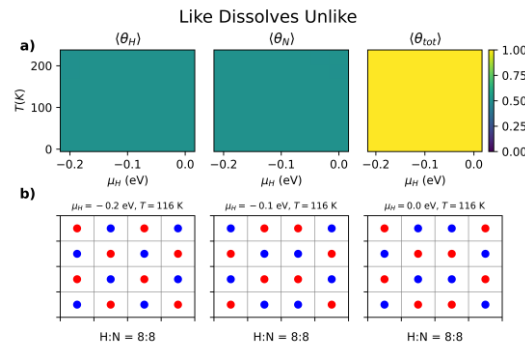 Like Dissolves Unlike
a)
⟨θ_H⟩ ⟨θ_N⟩ ⟨θ_tot⟩
T(K)
200
100
0
1.00
0.75
0.50
0.25
0.00
−0.2 −0.1 0.0 −0.2 −0.1 0.0 −0.2 −0.1 0.0
μ_H (eV) μ_H (eV) μ_H (eV)
b)
μ_H = −0.2 eV, T = 116 K μ_H = −0.1 eV, T = 116 K μ_H = 0.0 eV, T = 116 K
H:N = 8:8 H:N = 8:8 H:N = 8:8